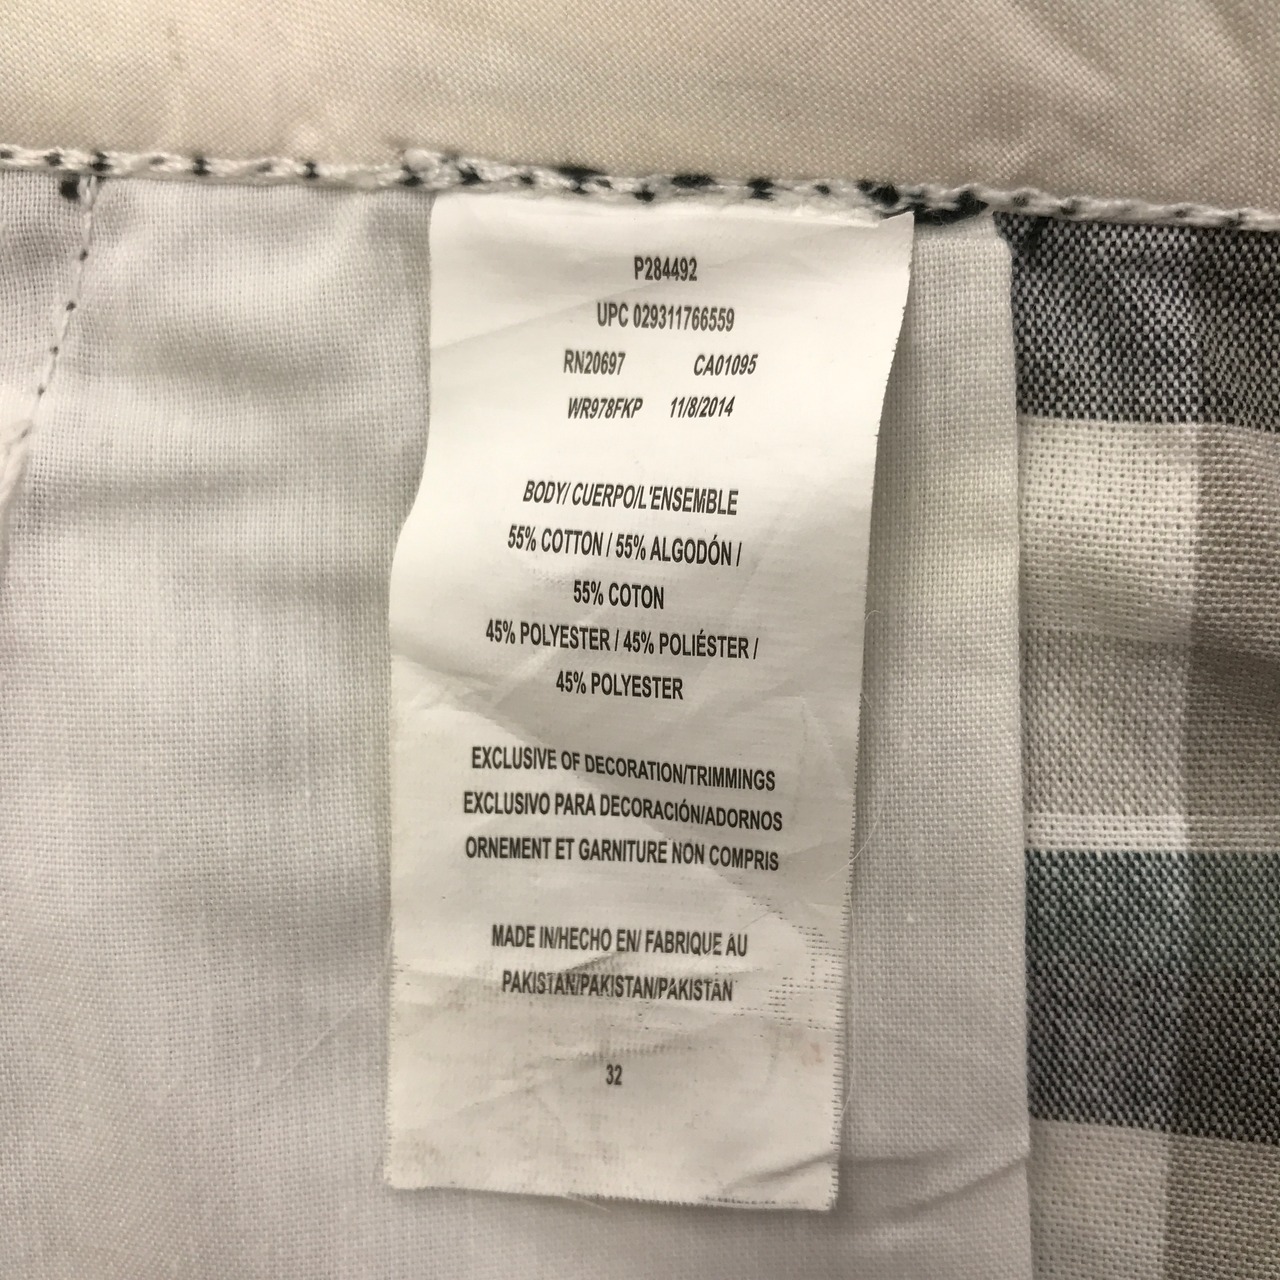 P284492
UPC 029311766559
RN20697 CA01095
WR978FKP 11/8/2014
BODY/ CUERPO/L'ENSEMBLE
55% COTTON / 55% ALGODÓN /
55% COTON
45% POLYESTER / 45% POLIÉSTER /
45% POLYESTER
EXCLUSIVE OF DECORATION/TRIMMINGS
EXCLUSIVO PARA DECORACIÓN/ADORNOS
ORNEMENT ET GARNITURE NON COMPRIS
MADE IN/HECHO EN/ FABRIQUE AU
PAKISTAN/PAKISTAN/PAKISTAN
32